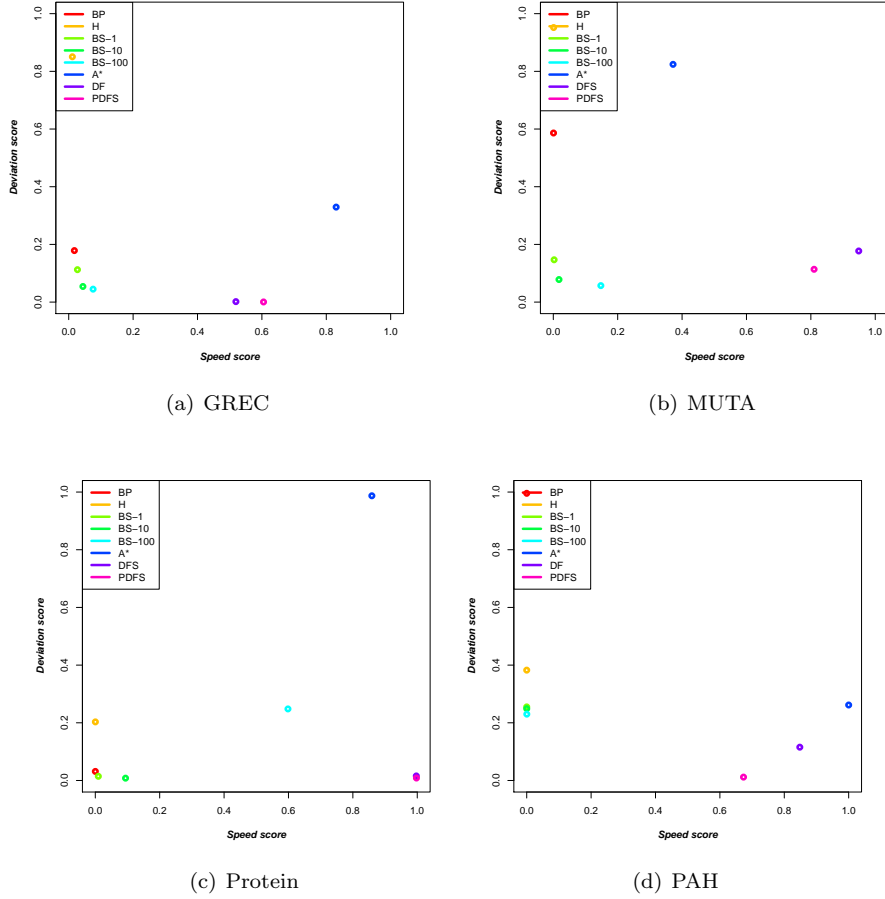 1.0
0.8
0.6
0.4
0.2
0.0
Deviation score
BP
H
BS-1
BS-10
BS-100
A*
DF
PDFS
0.0 0.2 0.4 0.6 0.8 1.0
Speed score
(a) GREC
1.0
0.8
0.6
0.4
0.2
0.0
Deviation score
BP
H
BS-1
BS-10
BS-100
A*
DFS
PDFS
0.0 0.2 0.4 0.6 0.8 1.0
Speed score
(b) MUTA
1.0
0.8
0.6
0.4
0.2
0.0
Deviation score
BP
H
BS-1
BS-10
BS-100
A*
DFS
PDFS
0.0 0.2 0.4 0.6 0.8 1.0
Speed score
(c) Protein
1.0
0.8
0.6
0.4
0.2
0.0
Deviation score
BP
H
BS-1
BS-10
BS-100
A*
DF
PDFS
0.0 0.2 0.4 0.6 0.8 1.0
Speed score
(d) PAH